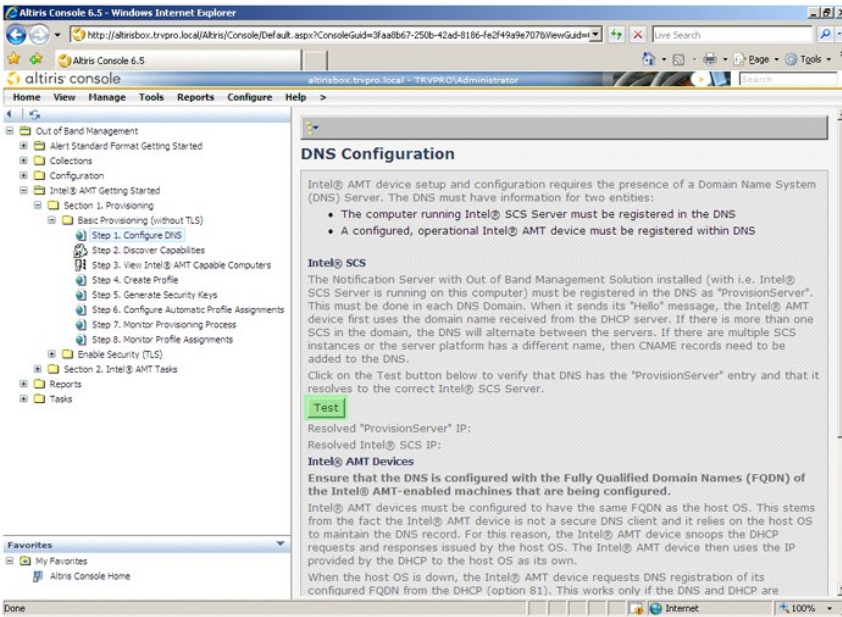 Altiris Console 6.5 - Windows Internet Explorer
http://altirisbox.trvpro.local/Altiris/Console/Default.aspx?ConsoleGuid=3faa8b67-250b-42ad-8186-fe2f49a9e707&ViewGuid=
Live Search
Altiris Console 6.5
Page
Tools
altiris console
altirisbox.trvpro.local - TRVPRO\Administrator
Search
Home View Manage Tools Reports Configure Help >
Out of Band Management
Alert Standard Format Getting Started
Collections
Configuration
Intel® AMT Getting Started
Section 1. Provisioning
Basic Provisioning (without TLS)
Step 1. Configure DNS
Step 2. Discover Capabilities
Step 3. View Intel® AMT Capable Computers
Step 4. Create Profile
Step 5. Generate Security Keys
Step 6. Configure Automatic Profile Assignments
Step 7. Monitor Provisioning Process
Step 8. Monitor Profile Assignments
Enable Security (TLS)
Section 2. Intel® AMT Tasks
Reports
Tasks
Favorites
My Favorites
Altiris Console Home
DNS Configuration
Intel® AMT device setup and configuration requires the presence of a Domain Name System
(DNS) Server. The DNS must have information for two entities:
• The computer running Intel® SCS Server must be registered in the DNS
• A configured, operational Intel® AMT device must be registered within DNS
Intel® SCS
The Notification Server with Out of Band Management Solution installed (with i.e. Intel®
SCS Server is running on this computer) must be registered in the DNS as "ProvisionServer".
This must be done in each DNS Domain. When it sends its "Hello" message, the Intel® AMT
device first uses the domain name received from the DHCP server. If there is more than one
SCS in the domain, the DNS will alternate between the servers. If there are multiple SCS
instances or the server platform has a different name, then CNAME records need to be
added to the DNS.
Click on the Test button below to verify that DNS has the "ProvisionServer" entry and that it
resolves to the correct Intel® SCS Server.
Test
Resolved "ProvisionServer" IP:
Resolved Intel® SCS IP:
Intel® AMT Devices
Ensure that the DNS is configured with the Fully Qualified Domain Names (FQDN) of
the Intel® AMT-enabled machines that are being configured.
Intel® AMT devices must be configured to have the same FQDN as the host OS. This stems
from the fact the Intel® AMT device is not a secure DNS client and it relies on the host OS
to maintain the DNS record. For this reason, the Intel® AMT device snoops the DHCP
requests and responses issued by the host OS. The Intel® AMT device then uses the IP
provided by the DHCP to the host OS as its own.
When the host OS is down, the Intel® AMT device requests DNS registration of its
configured FQDN from the DHCP (option 81). This works only if the DNS and DHCP are
Done
Internet
100%